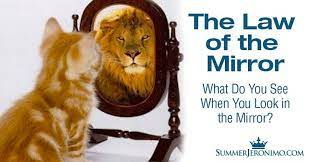 The Law
of the
Mirror
What Do You See
When You Look in
the Mirror?
SUMMERJERONIMO.COM